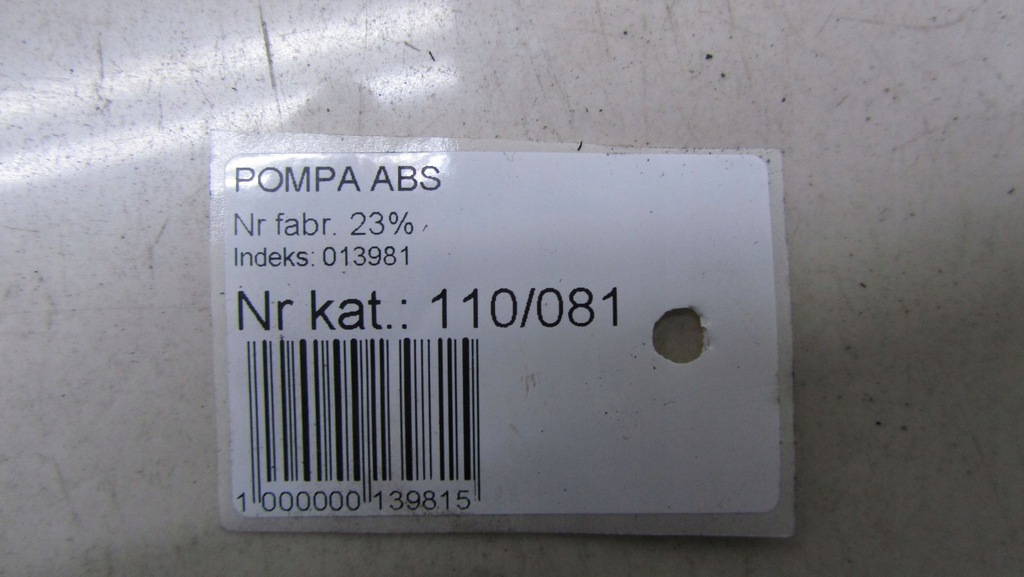 POMPA ABS
Nr fabr. 23%
Indeks: 013981
Nr kat.: 110/081
1 000000 139815